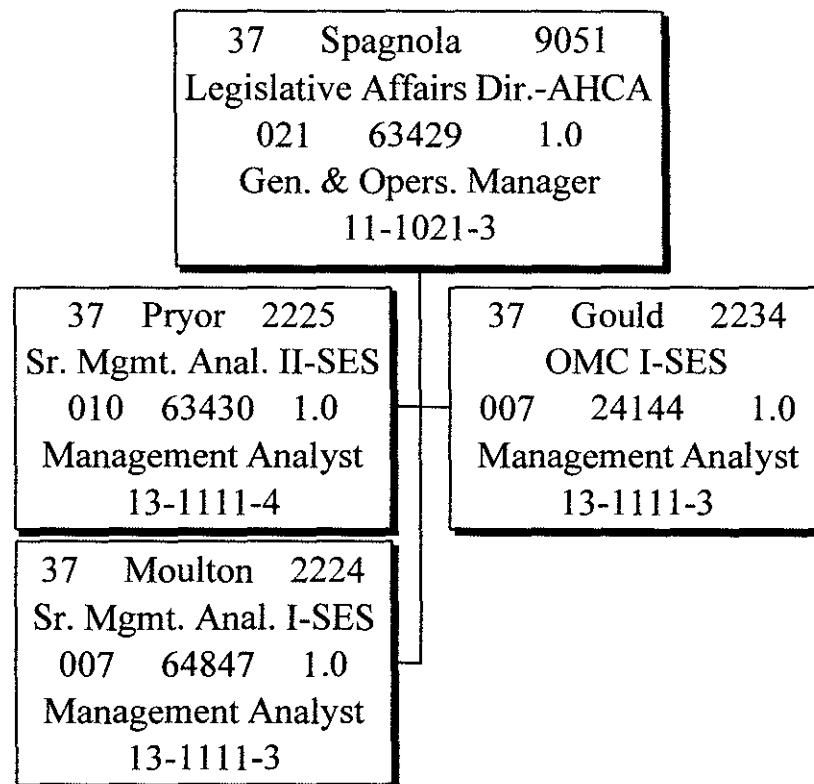 37 Spagnola 9051
Legislative Affairs Dir.-AHCA
021 63429 1.0
Gen. & Opers. Manager
11-1021-3
37 Pryor 2225
Sr. Mgmt. Anal. II-SES
010 63430 1.0
Management Analyst
13-1111-4
37 Gould 2234
OMC I-SES
007 24144 1.0
Management Analyst
13-1111-3
37 Moulton 2224
Sr. Mgmt. Anal. I-SES
007 64847 1.0
Management Analyst
13-1111-3